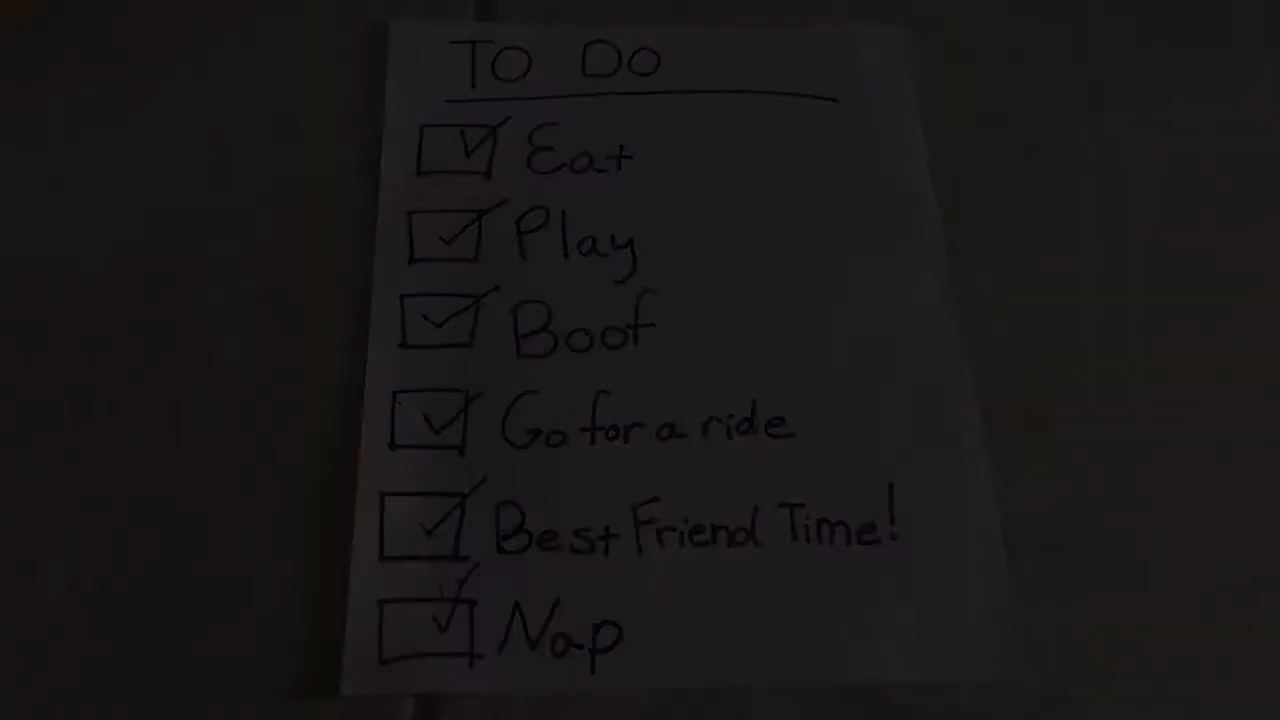 TO DO
Eat
Play
Boof
Go for a ride
Best Friend Time!
Nap